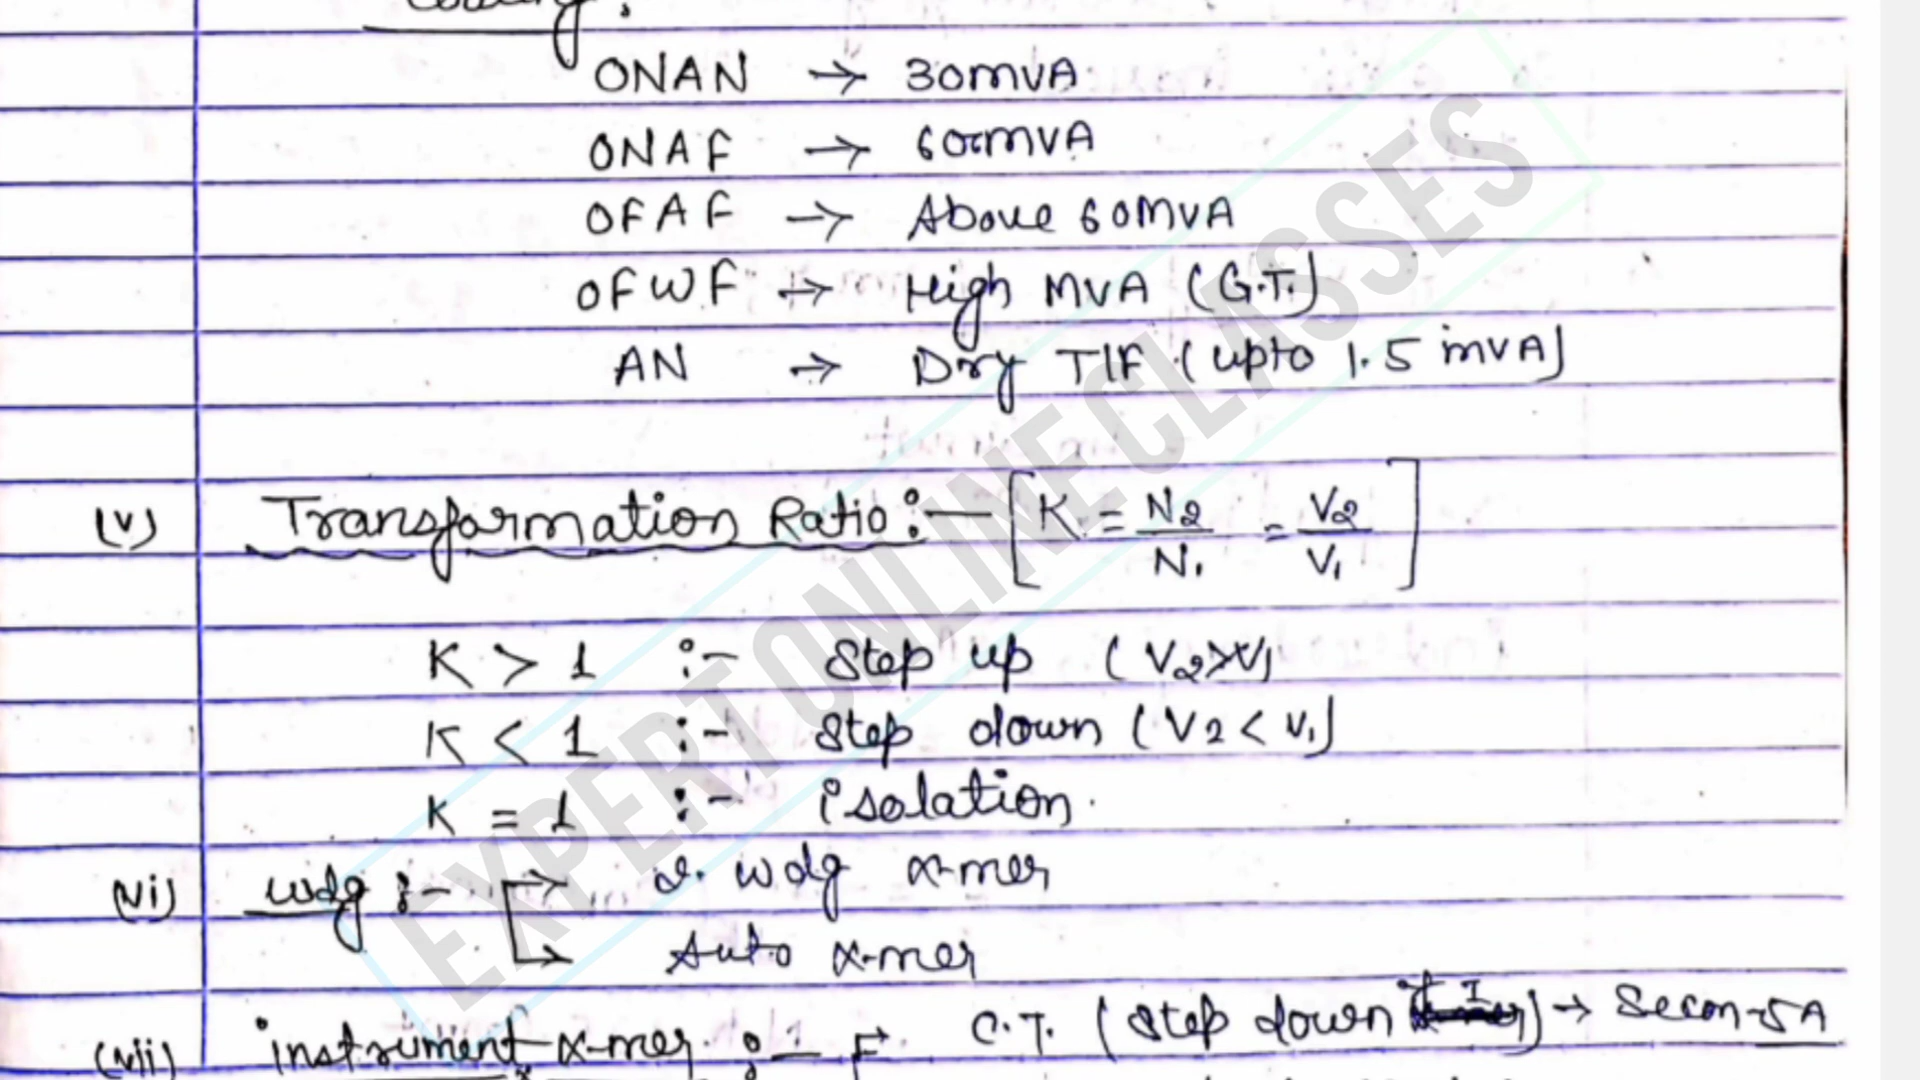 Cooling :
ONAN → 30mVA
ONAF → 60mVA
OFAF → Above 60MVA
OFWF → High MVA (G.T.)
AN → Dry T/F (upto 1.5 mVA)
(v) Transformation Ratio :- [K = N2/N1 = V2/V1]
K > 1 :- Step up (V2>V1
K < 1 :- Step down (V2 < V1)
K = 1 :- isolation.
(vi) wdg :- → 2. wdg x-mer
→ Auto x-mer
(vii) instrument x-mer :- → C.T. (Step down I) → Secon-5A
EXPERT ONLINE CLASSES